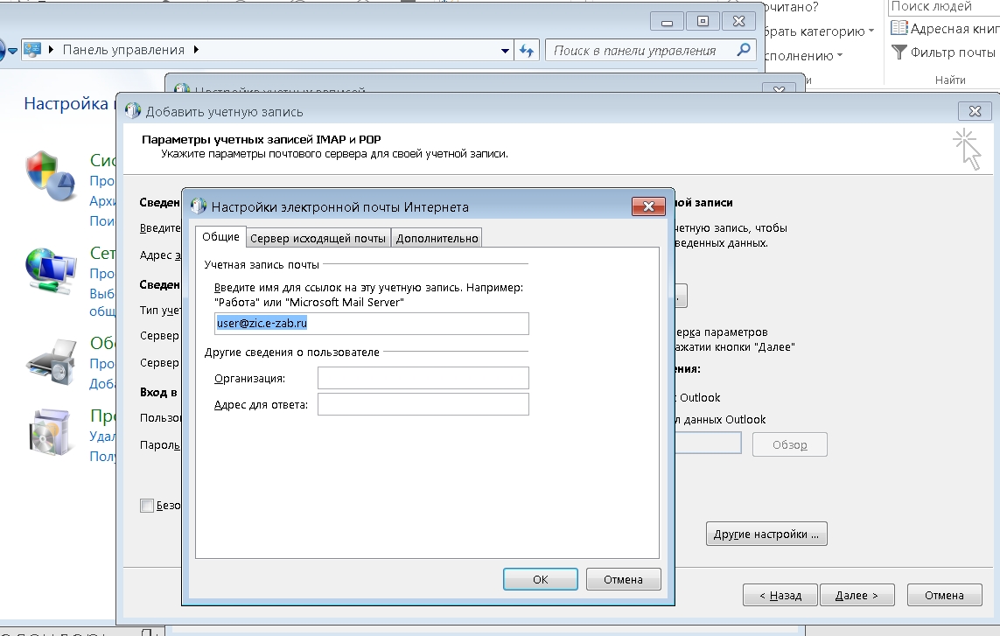 очитано?
Поиск людей
брать категорию
Адресная книг
сполнению
Фильтр почты
Найти
Панель управления
Поиск в панели управления
Настройка учетных записей
Настройка
Добавить учетную запись
Параметры учетных записей IMAP и POP
Укажите параметры почтового сервера для своей учетной записи.
Сис
Про
Архи
Пои
Сет
Про
Выб
общ
Об
Про
Доба
Про
Удал
Полу
Сведен
Введите
Адрес э
Сведен
Тип учет
Сервер
Сервер
Вход в
Пользо
Пароль
Безо
Настройки электронной почты Интернета
Общие
Сервер исходящей почты
Дополнительно
Учетная запись почты
Введите имя для ссылок на эту учетную запись. Например:
"Работа" или "Microsoft Mail Server"
user@zic.e-zab.ru
Другие сведения о пользователе
Организация:
Адрес для ответа:
OK
Отмена
ной записи
четную запись, чтобы
веденных данных.
ерка параметров
ажатии кнопки "Далее"
ения:
Outlook
л данных Outlook
Обзор
Другие настройки ...
< Назад
Далее >
Отмена